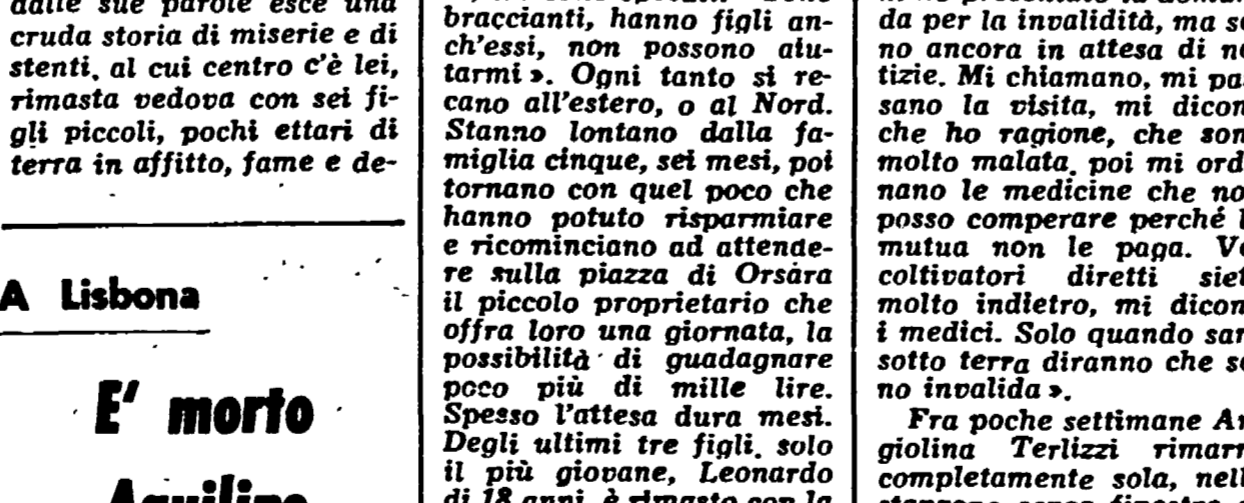 dalle sue parole esce una
cruda storia di miserie e di
stenti, al cui centro c'è lei,
rimasta vedova con sei fi-
gli piccoli, pochi ettari di
terra in affitto, fame e de-
A Lisbona
E' morto
Aquilino
braccianti, hanno figli an-
ch'essi, non possono aiu-
tarmi ». Ogni tanto si re-
cano all'estero, o al Nord.
Stanno lontano dalla fa-
miglia cinque, sei mesi, poi
tornano con quel poco che
hanno potuto risparmiare
e ricominciano ad attende-
re sulla piazza di Orsàra
il piccolo proprietario che
offra loro una giornata, la
possibilità di guadagnare
poco più di mille lire.
Spesso l'attesa dura mesi.
Degli ultimi tre figli, solo
il più giovane, Leonardo
di 18 anni, è rimasto con la
da per la invalidità, ma so
no ancora in attesa di no
tizie. Mi chiamano, mi pas
sano la visita, mi dicon
che ho ragione, che son
molto malata, poi mi ordi
nano le medicine che no
posso comperare perché l
mutua non le paga. Vo
coltivatori diretti siet
molto indietro, mi dicon
i medici. Solo quando sar
sotto terra diranno che so
no invalida ».
Fra poche settimane An
giolina Terlizzi rimarr
completamente sola, nell